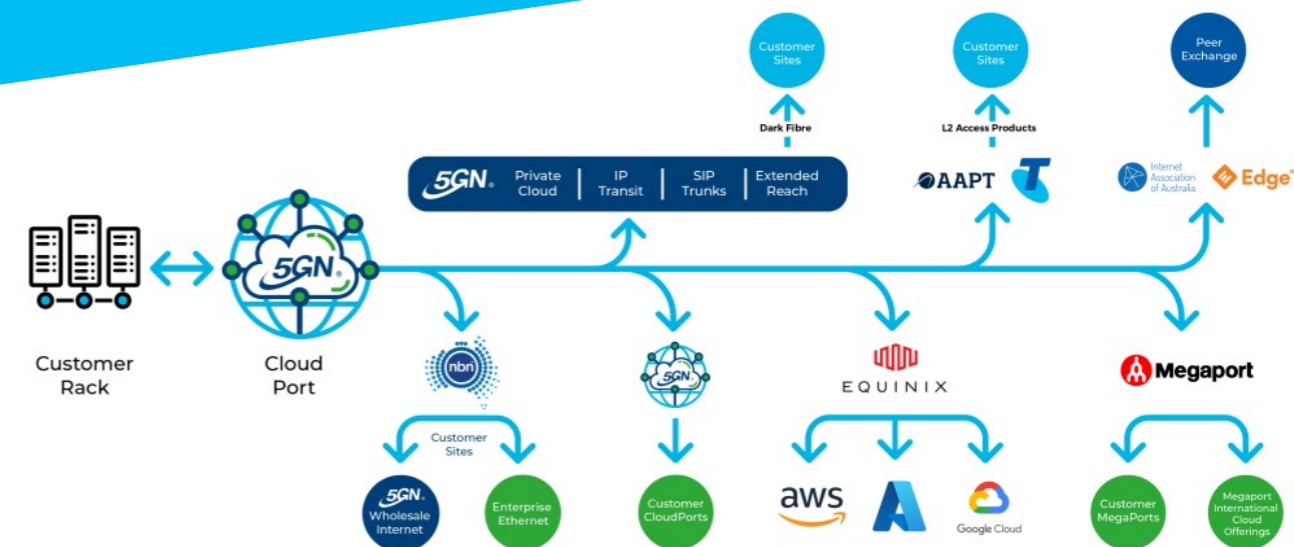 Customer
Sites
Customer
Sites
Peer
Exchange
Dark Fibre
L2 Access Products
5GN®
Private
Cloud
IP
Transit
SIP
Trunks
Extended
Reach
AAPT
T
Internet
Association
of Australia
Edge
5GN®
Customer
Rack
Cloud
Port
nbn
5GN®
EQUINIX
Megaport
Customer
Sites
5GN®
Wholesale
Internet
Enterprise
Ethernet
Customer
CloudPorts
aws
Google Cloud
Customer
MegaPorts
Megaport
International
Cloud
Offerings